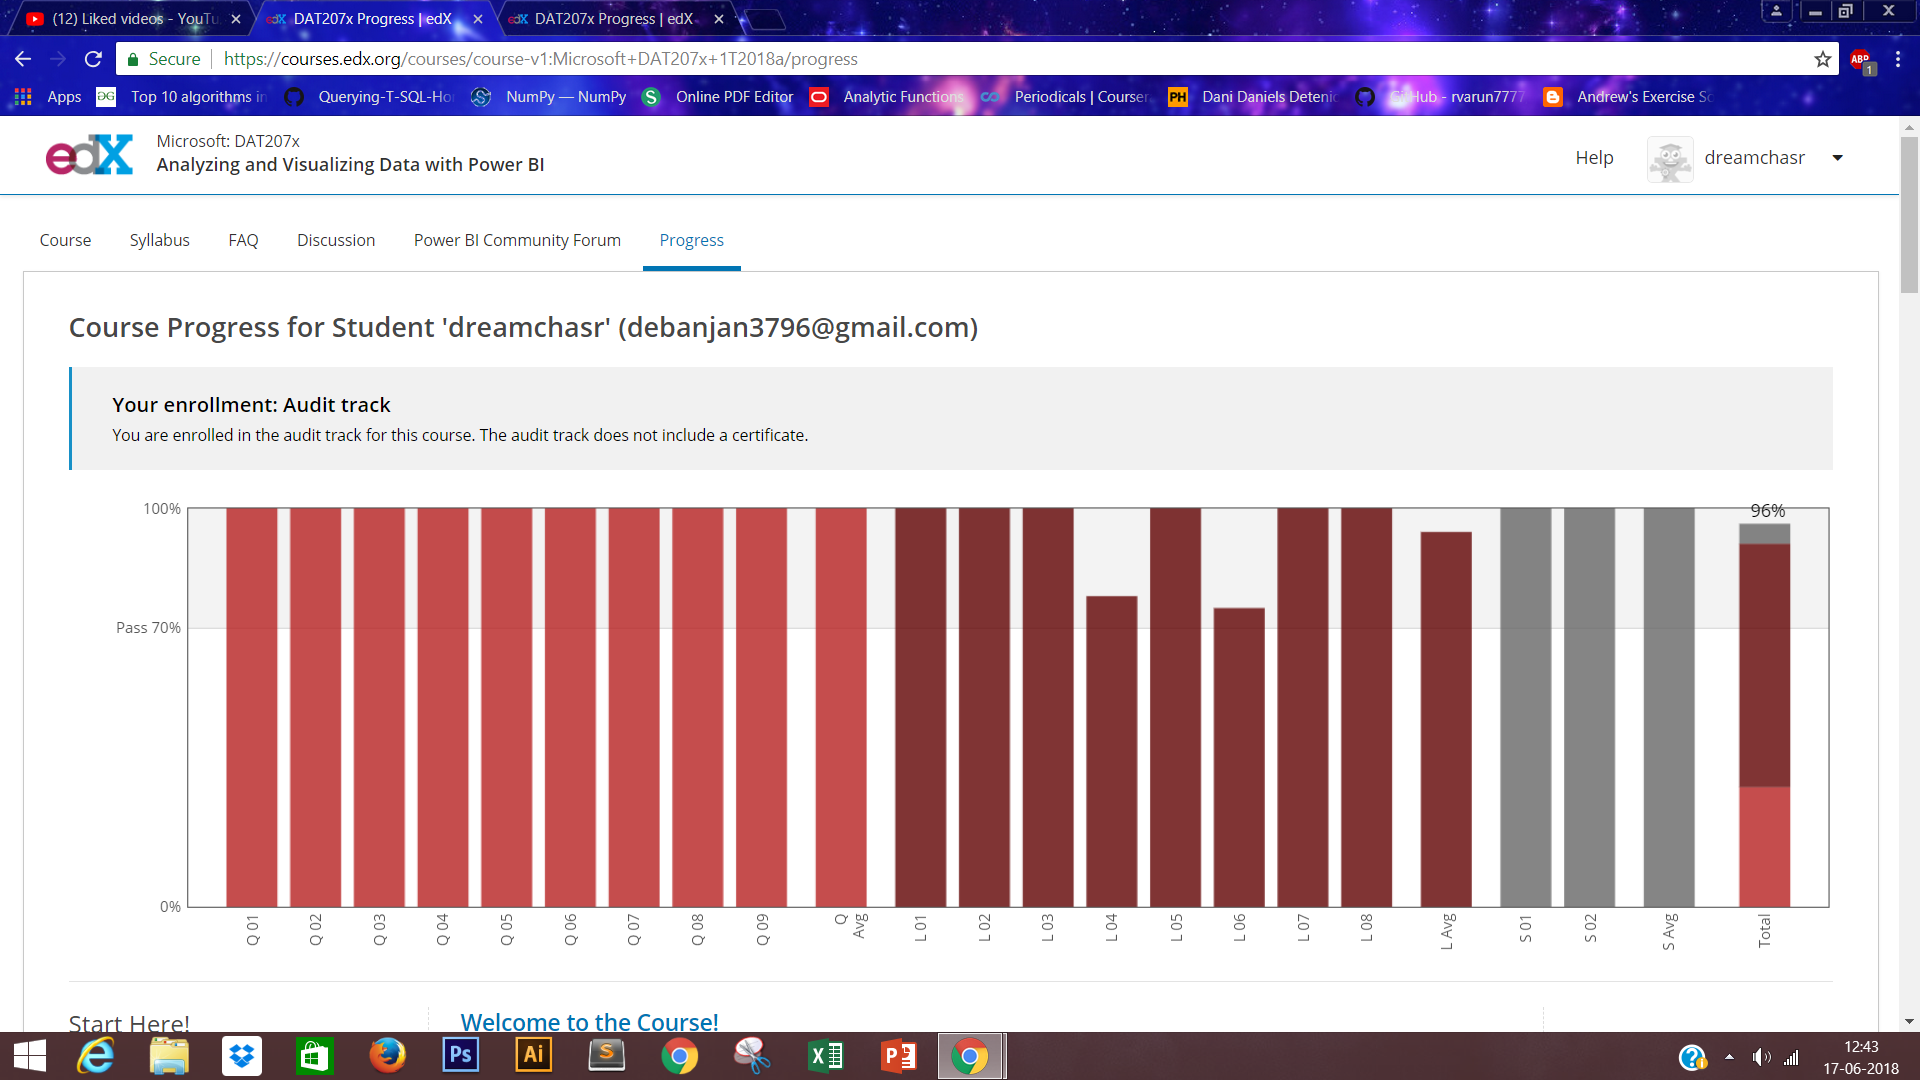 (12) Liked videos - YouTu
DAT207x Progress | edX
DAT207x Progress | edX
Secure
https://courses.edx.org/courses/course-v1:Microsoft+DAT207x+1T2018a/progress
ABP
1
Apps
Top 10 algorithms in
Querying-T-SQL-Ho
NumPy — NumPy
S
Online PDF Editor
Analytic Functions
Periodicals | Courser
PH
Dani Daniels Detenic
GitHub - rvarun7777
Andrew's Exercise Sc
edX
Microsoft: DAT207x
Analyzing and Visualizing Data with Power BI
Help
dreamchasr
Course
Syllabus
FAQ
Discussion
Power BI Community Forum
Progress
Course Progress for Student 'dreamchasr' (debanjan3796@gmail.com)
Your enrollment: Audit track
You are enrolled in the audit track for this course. The audit track does not include a certificate.
100%
Pass 70%
0%
96%
Q 01
Q 02
Q 03
Q 04
Q 05
Q 06
Q 07
Q 08
Q 09
Q
Avg
L 01
L 02
L 03
L 04
L 05
L 06
L 07
L 08
L Avg
S 01
S 02
S Avg
Total
Start Here!
Welcome to the Course!
Ps
Ai
S
12:43
17-06-2018